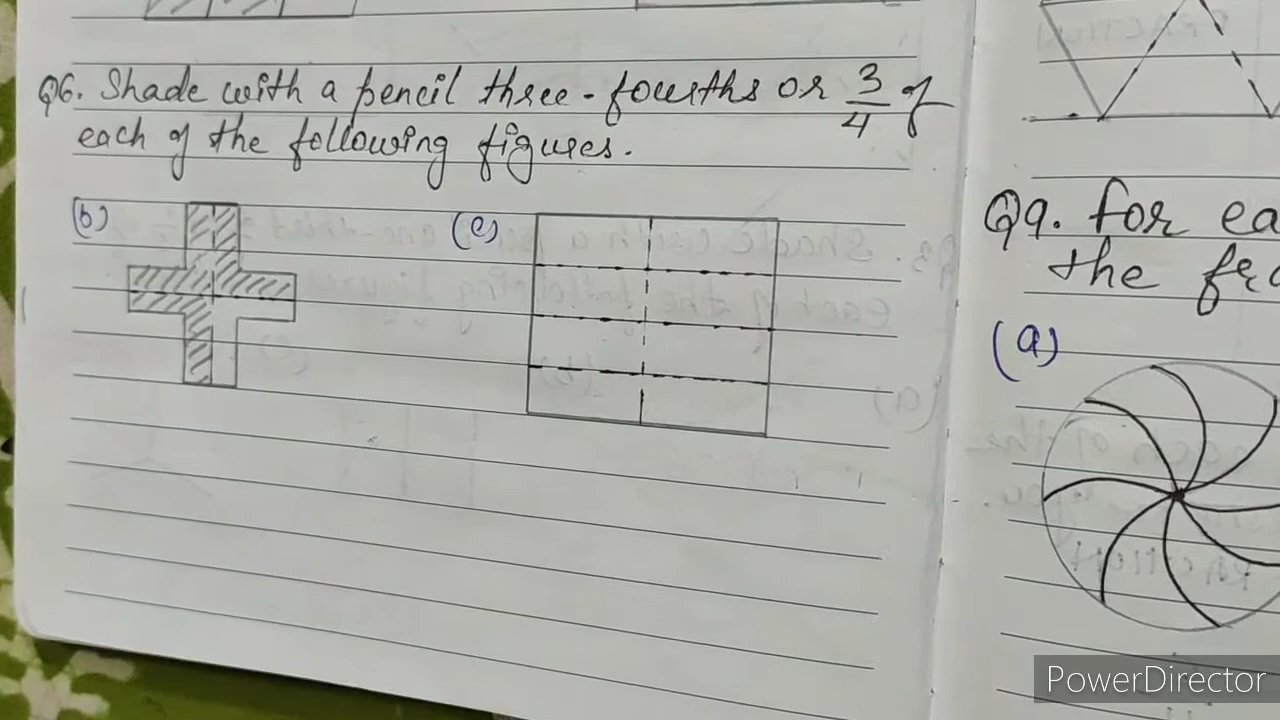 Q6. Shade with a pencil three-fourths or 3/4 of
each of the following figures.
(b)
(e)
Q9. for ea
the fra
(a)
PowerDirector